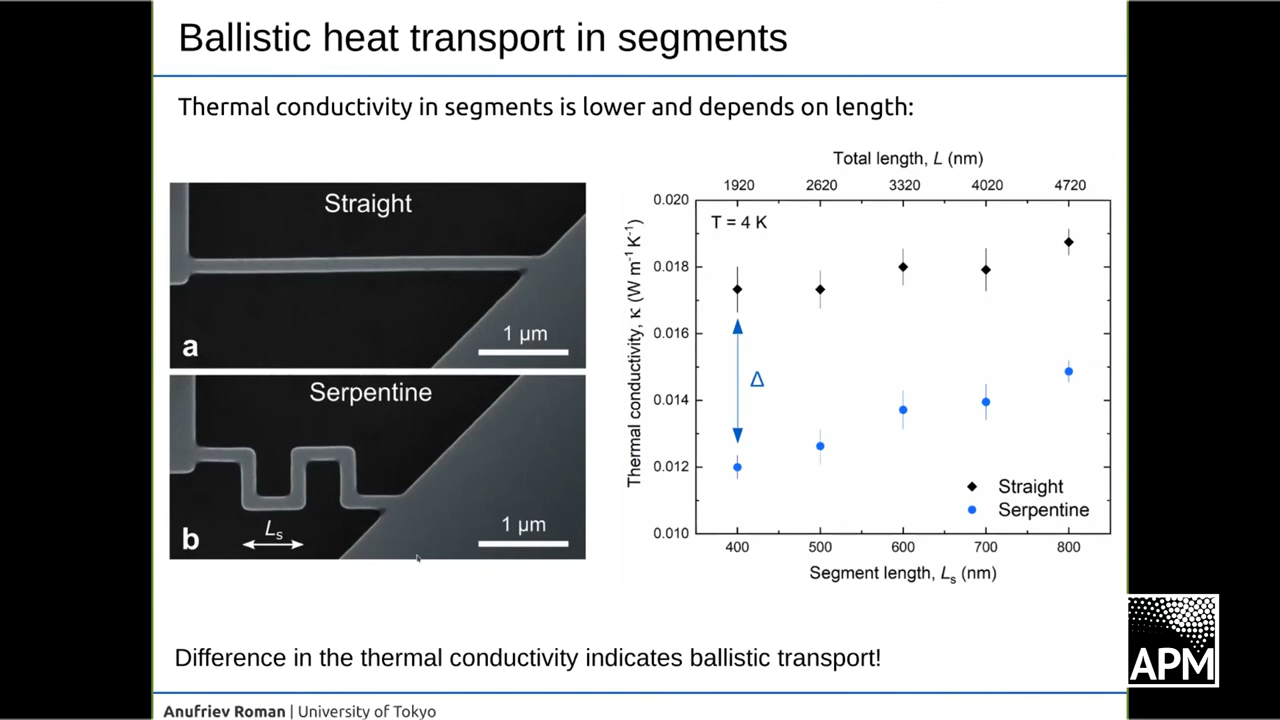 Ballistic heat transport in segments
Thermal conductivity in segments is lower and depends on length:
Straight
1 μm
a
Serpentine
Ls
1 μm
b
Total length, L (nm)
1920 2620 3320 4020 4720
Thermal conductivity, κ (W m-1 K-1)
0.020
0.018
0.016
0.014
0.012
0.010
T = 4 K
Δ
Straight
Serpentine
400 500 600 700 800
Segment length, Ls (nm)
Difference in the thermal conductivity indicates ballistic transport!
APM
Anufriev Roman | University of Tokyo